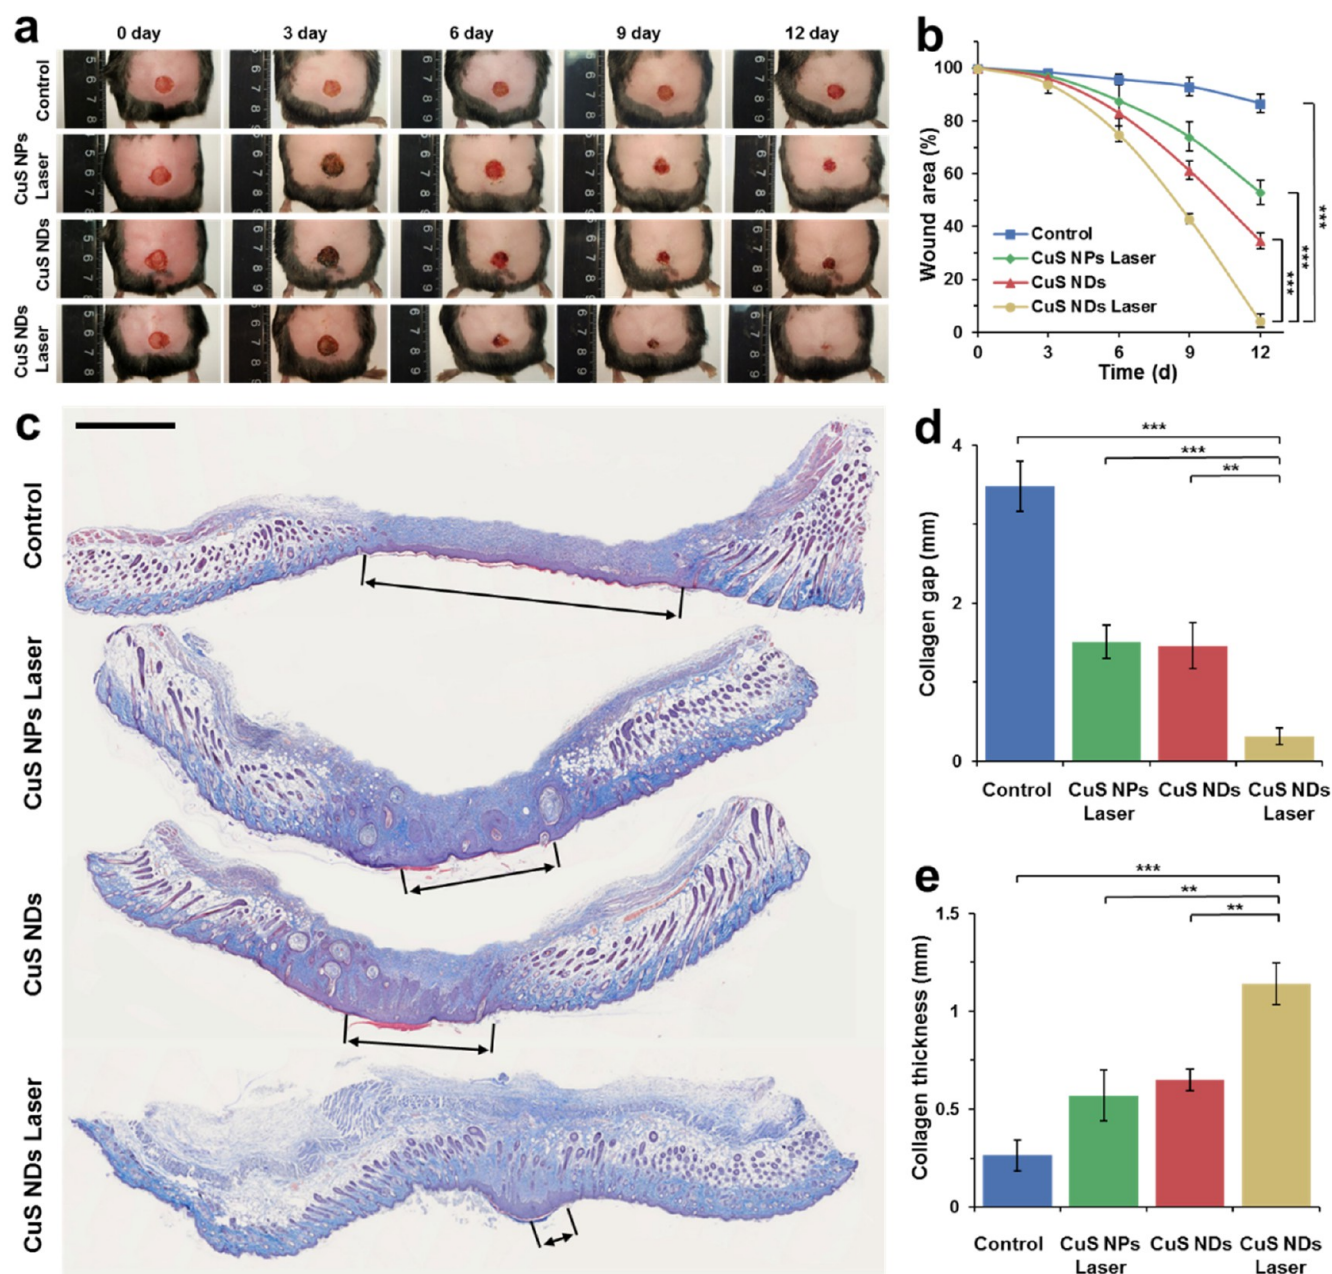 a
0 day
3 day
6 day
9 day
12 day
Control
CuS NPs
Laser
CuS NDs
CuS NDs
Laser
b
Wound area (%)
100
80
60
40
20
0
Control
CuS NPs Laser
CuS NDs
CuS NDs Laser
***
***
***
0
3
6
9
12
Time (d)
c
Control
CuS NPs Laser
CuS NDs
CuS NDs Laser
d
Collagen gap (mm)
4
2
0
***
***
**
Control
CuS NPs
Laser
CuS NDs
CuS NDs
Laser
e
Collagen thickness (mm)
1.5
1
0.5
0
***
**
**
Control
CuS NPs
Laser
CuS NDs
CuS NDs
Laser